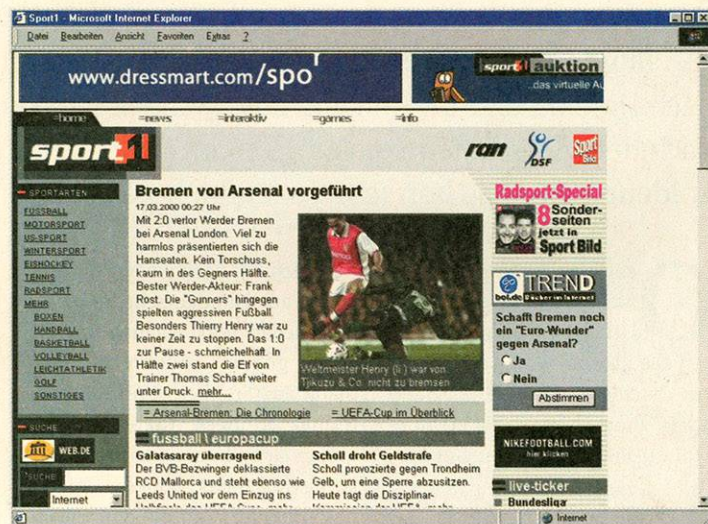 Sport1 - Microsoft Internet Explorer
Datei Bearbeiten Ansicht Favoriten Extras ?
www.dressmart.com/spo
sport1 auktion
...das virtuelle Au
=home =news =interaktiv =games =info
sport1
ran DSF Sport Bild
SPORTARTEN
FUSSBALL
MOTORSPORT
US-SPORT
WINTERSPORT
EISHOCKEY
TENNIS
RADSPORT
MEHR
BOXEN
HANDBALL
BASKETBALL
VOLLEYBALL
LEICHTATHLETIK
GOLF
SONSTIGES
SUCHE
WEB.DE
SUCHE
Internet
Bremen von Arsenal vorgeführt
17.03.2000 00:27 Uhr
Mit 2:0 verlor Werder Bremen
bei Arsenal London. Viel zu
harmlos präsentierten sich die
Hanseaten. Kein Torschuss,
kaum in des Gegners Hälfte.
Bester Werder-Akteur: Frank
Rost. Die "Gunners" hingegen
spielten aggressiven Fußball.
Besonders Thierry Henry war zu
keiner Zeit zu stoppen. Das 1:0
zur Pause - schmeichelhaft. In
Hälfte zwei stand die Elf von
Trainer Thomas Schaaf weiter
unter Druck. mehr...
Weltmeister Henry (li.) war von
Tjikuzu & Co. nicht zu bremsen
= Arsenal-Bremen: Die Chronologie = UEFA-Cup im Überblick
fussball \ europacup
Galatasaray überragend
Der BVB-Bezwinger deklassierte
RCD Mallorca und steht ebenso wie
Leeds United vor dem Einzug ins
Scholl droht Geldstrafe
Scholl provozierte gegen Trondheim
Gelb, um eine Sperre abzusitzen.
Heute tagt die Disziplinar-
Radsport-Special
8 Sonder-
seiten
jetzt in
Sport Bild
TREND
bol.de Bücher im Internet
Schafft Bremen noch
ein "Euro-Wunder"
gegen Arsenal?
Ja
Nein
Abstimmen
NIKEFOOTBALL.COM
hier klicken
live-ticker
Bundesliga
Internet